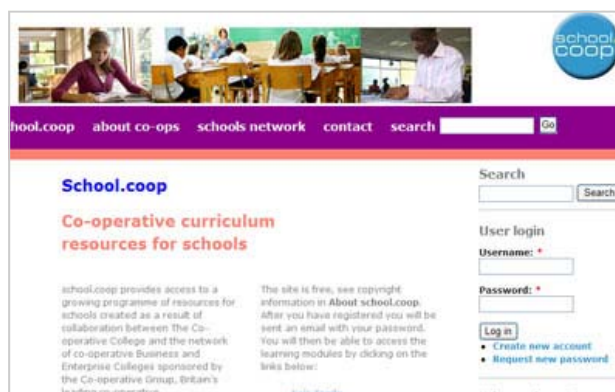 school
coop
hool.coop about co-ops schools network contact search Go
School.coop
Co-operative curriculum
resources for schools
school.coop provides access to a
growing programme of resources for
schools created as a result of
collaboration between The Co-
operative College and the network
of co-operative Business and
Enterprise Colleges sponsored by
the Co-operative Group, Britain's
leading co-operative
The site is free, see copyright
information in About school.coop.
After you have registered you will be
sent an email with your password.
You will then be able to access the
learning modules by clicking on the
links below:
Search
Search
User login
Username: *
Password: *
Log in
Create new account
Request new password